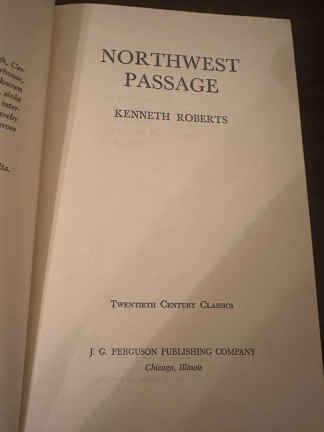 NORTHWEST
PASSAGE
KENNETH ROBERTS
TWENTIETH CENTURY CLASSICS
J. G. FERGUSON PUBLISHING COMPANY
Chicago, Illinois